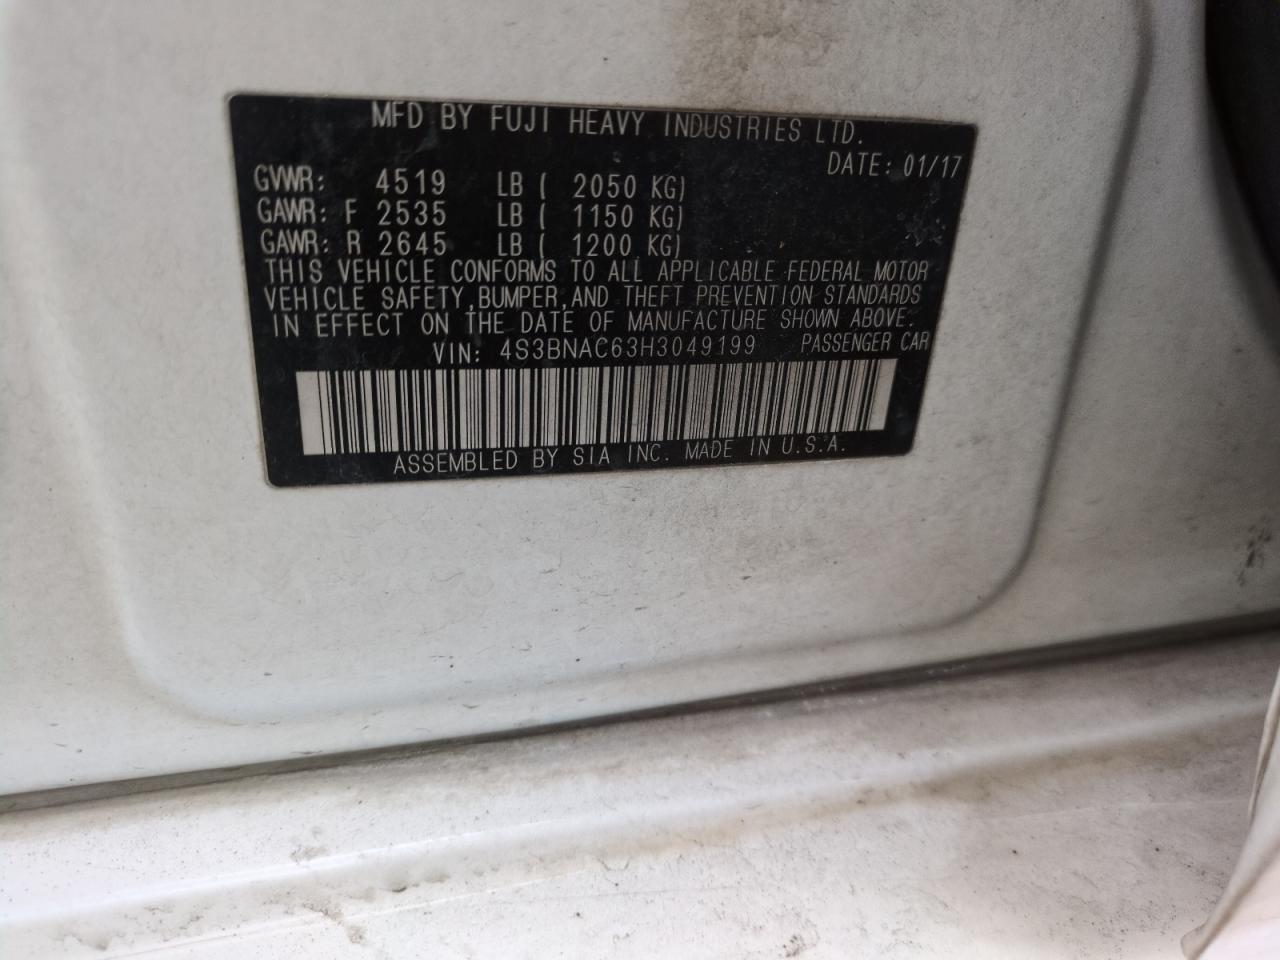 MFD BY FUJI HEAVY INDUSTRIES LTD.
DATE: 01/17
GVWR: 4519 LB ( 2050 KG)
GAWR: F 2535 LB ( 1150 KG)
GAWR: R 2645 LB ( 1200 KG)
THIS VEHICLE CONFORMS TO ALL APPLICABLE FEDERAL MOTOR
VEHICLE SAFETY,BUMPER,AND THEFT PREVENTION STANDARDS
IN EFFECT ON THE DATE OF MANUFACTURE SHOWN ABOVE.
VIN: 4S3BNAC63H3049199 PASSENGER CAR
ASSEMBLED BY SIA INC. MADE IN U.S.A.